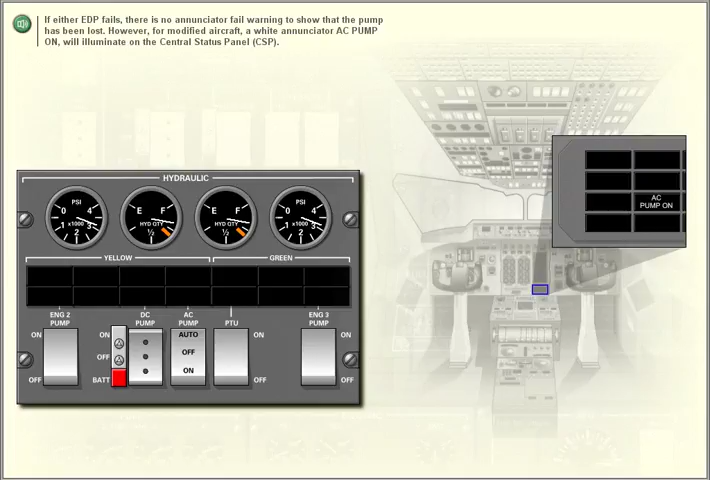 If either EDP fails, there is no annunciator fail warning to show that the pump
has been lost. However, for modified aircraft, a white annunciator AC PUMP
ON, will illuminate on the Central Status Panel (CSP).
HYDRAULIC
PSI
0 4
x1000
1 3
2
E F
HYD QTY
½
E F
HYD QTY
½
PSI
0 4
x1000
1 3
2
YELLOW GREEN
ENG 2
PUMP
DC
PUMP
AC
PUMP
PTU
ENG 3
PUMP
ON ON AUTO ON ON
OFF OFF
OFF BATT ON OFF OFF
AC
PUMP ON